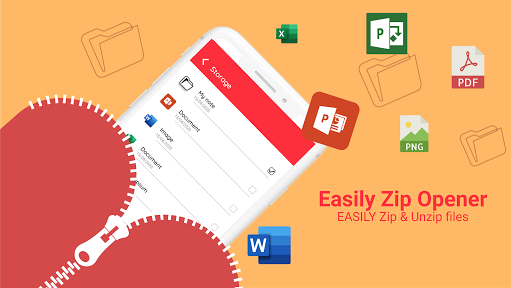 Storage
My note
Document
Image
Document
PDF
PNG
P
W
Easily Zip Opener
EASILY Zip & Unzip files